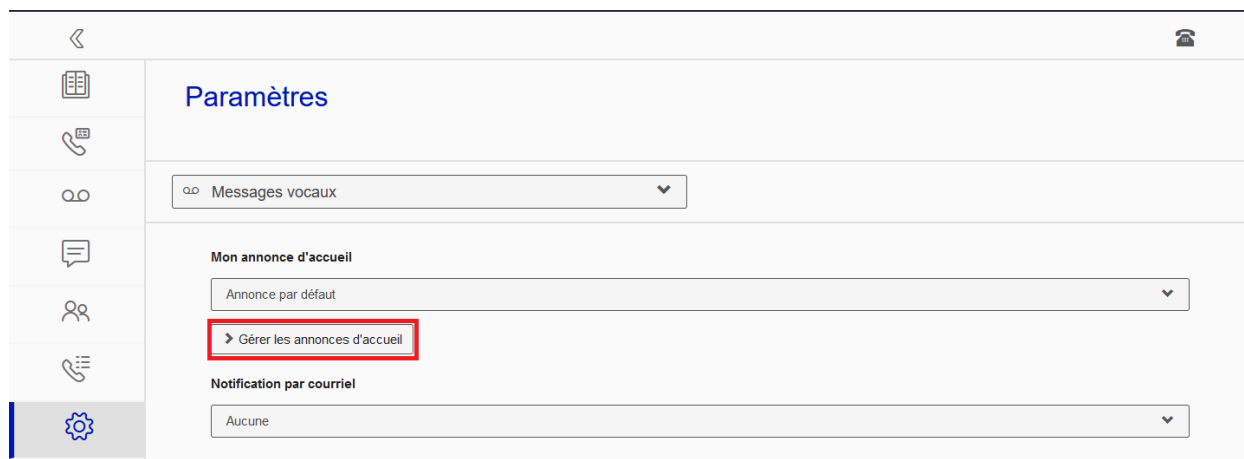 Paramètres
Messages vocaux
Mon annonce d'accueil
Annonce par défaut
Gérer les annonces d'accueil
Notification par courriel
Aucune